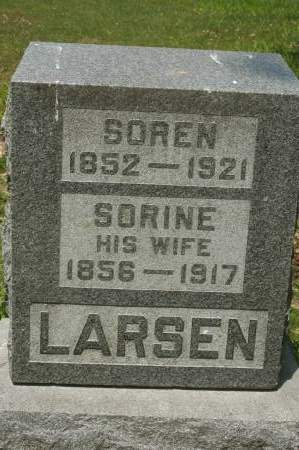 SOREN
1852 — 1921
SORINE
HIS WIFE
1856 — 1917
LARSEN